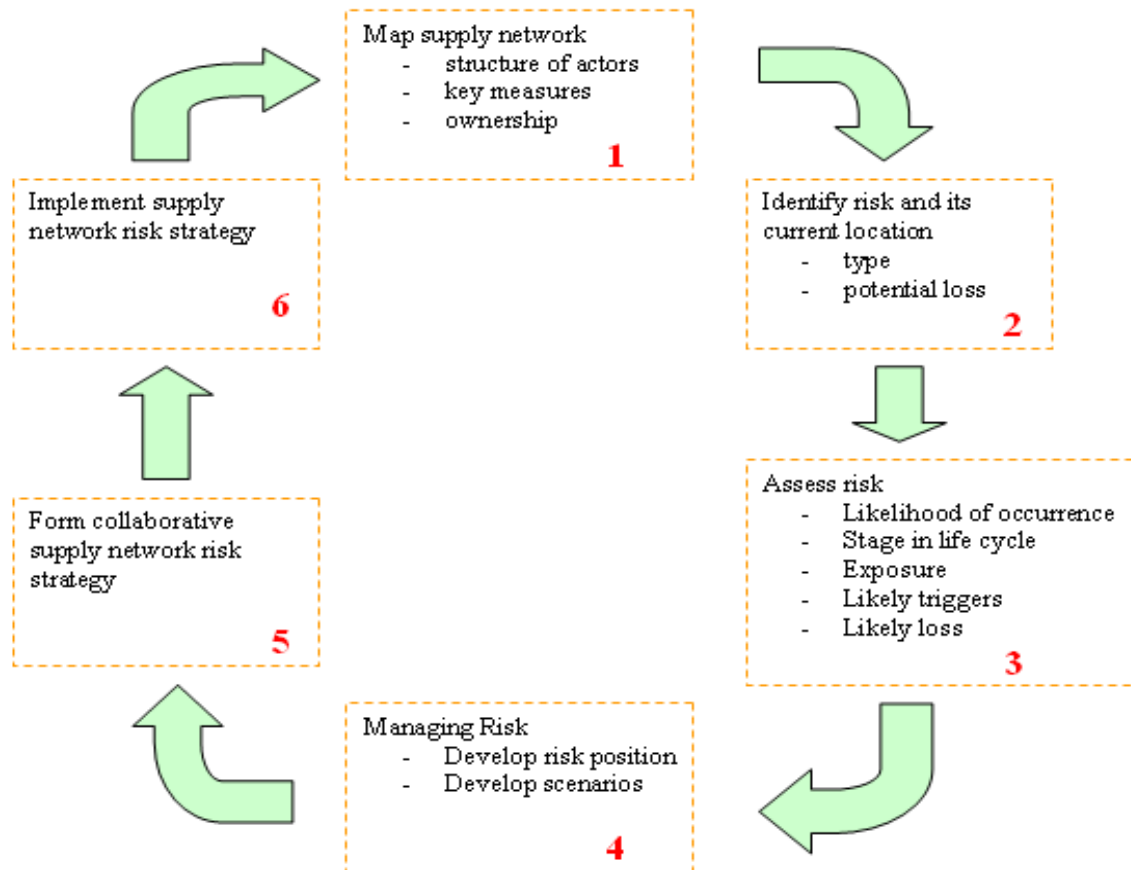 Map supply network
- structure of actors
- key measures
- ownership
1
Identify risk and its
current location
- type
- potential loss
2
Assess risk
- Likelihood of occurrence
- Stage in life cycle
- Exposure
- Likely triggers
- Likely loss
3
Managing Risk
- Develop risk position
- Develop scenarios
4
Form collaborative
supply network risk
strategy
5
Implement supply
network risk strategy
6